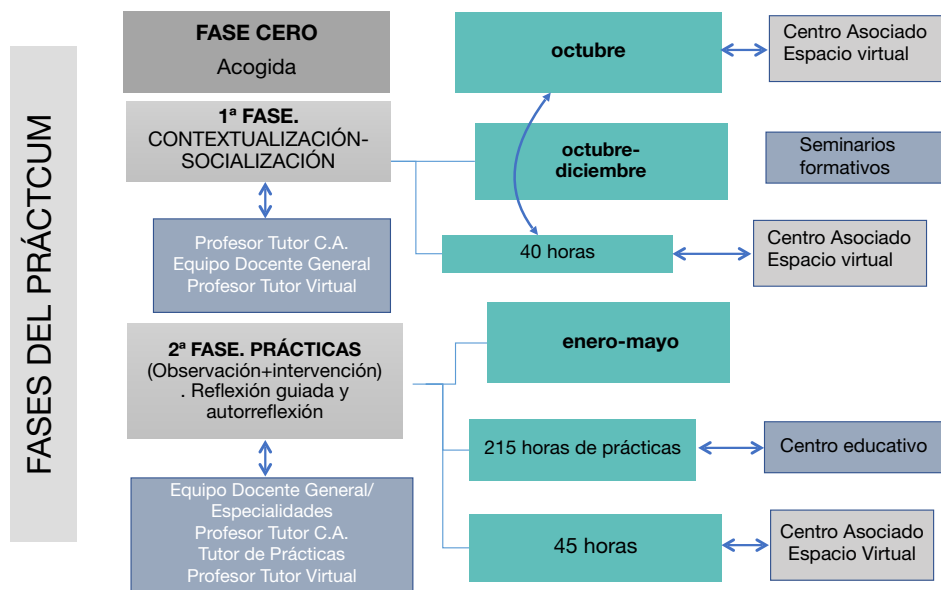 FASES DEL PRÁCTCUM
FASE CERO
Acogida
octubre
Centro Asociado
Espacio virtual
1ª FASE.
CONTEXTUALIZACIÓN-
SOCIALIZACIÓN
octubre-
diciembre
Seminarios
formativos
Profesor Tutor C.A.
Equipo Docente General
Profesor Tutor Virtual
40 horas
Centro Asociado
Espacio virtual
2ª FASE. PRÁCTICAS
(Observación+intervención)
. Reflexión guiada y
autorreflexión
enero-mayo
215 horas de prácticas
Centro educativo
Equipo Docente General/
Especialidades
Profesor Tutor C.A.
Tutor de Prácticas
Profesor Tutor Virtual
45 horas
Centro Asociado
Espacio Virtual